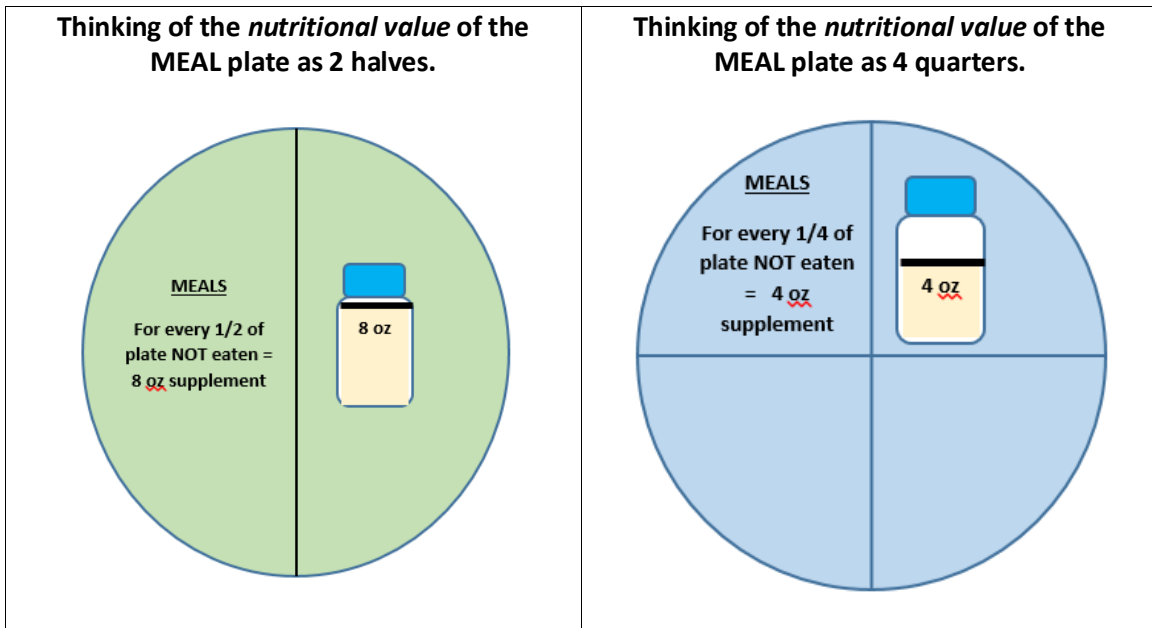 Thinking of the nutritional value of the
MEAL plate as 2 halves.
MEALS
For every 1/2 of
plate NOT eaten =
8 oz supplement
8 oz
Thinking of the nutritional value of the
MEAL plate as 4 quarters.
MEALS
For every 1/4 of
plate NOT eaten
= 4 oz
supplement
4 oz